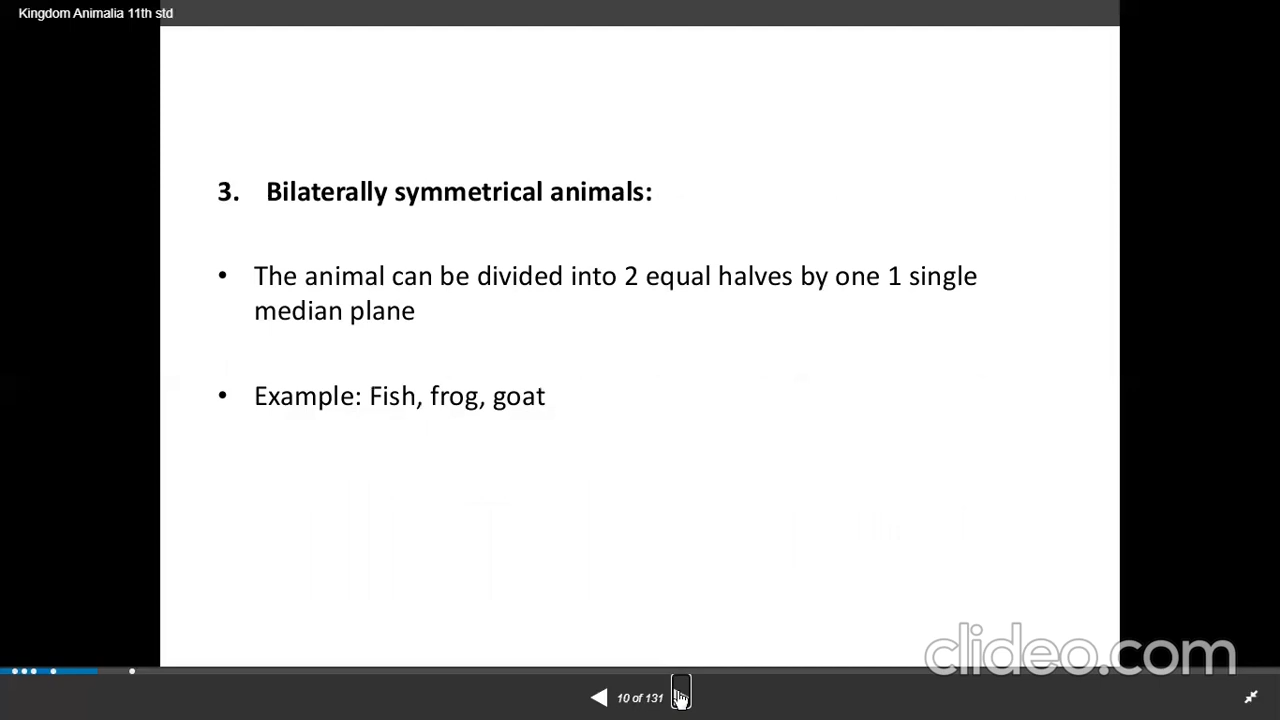 Kingdom Animalia 11th std
3. Bilaterally symmetrical animals:
• The animal can be divided into 2 equal halves by one 1 single
median plane
• Example: Fish, frog, goat
clideo.com
10 of 131